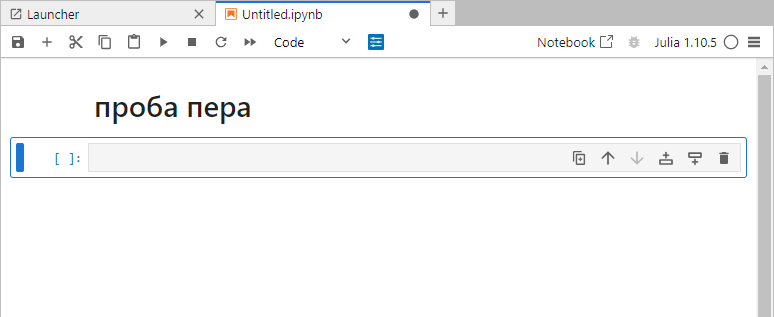 Launcher
Untitled.ipynb
Code
Notebook
Julia 1.10.5
проба пера
[ ]: